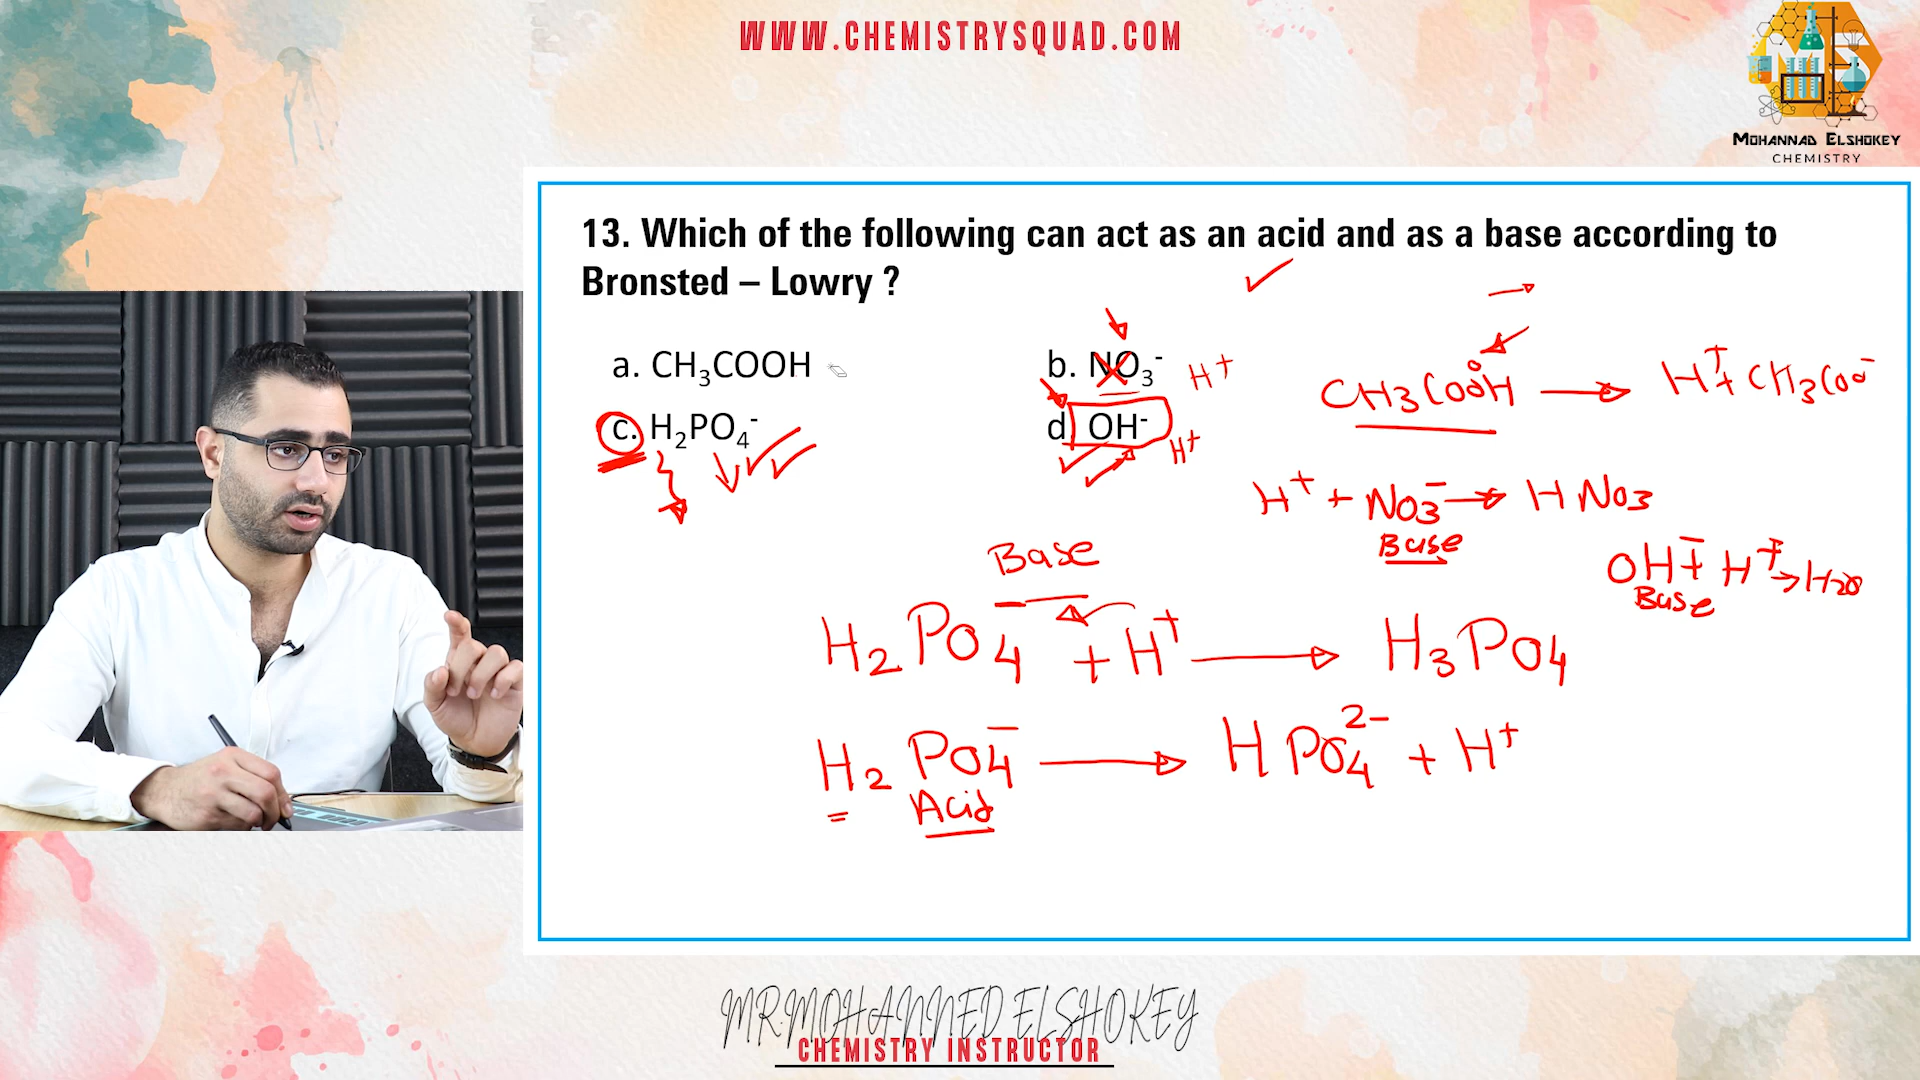 WWW.CHEMISTRYSQUAD.COM
MS
MOHANNAD ELSHOKEY
CHEMISTRY
13. Which of the following can act as an acid and as a base according to
Bronsted – Lowry ?
a. CH₃COOH
b. NO₃⁻ H⁺
c. H₂PO₄⁻
d. OH⁻ H⁺
CH3COOH → H⁺ + CH3COO⁻
H⁺ + NO3⁻ → HNO3
Base
OH⁻ + H⁺ → H2O
Base
Base
H2PO4⁻ + H⁺ → H3PO4
H2PO4⁻ → HPO4²⁻ + H⁺
Acid
MR.MOHANNED ELSHOKEY
CHEMISTRY INSTRUCTOR